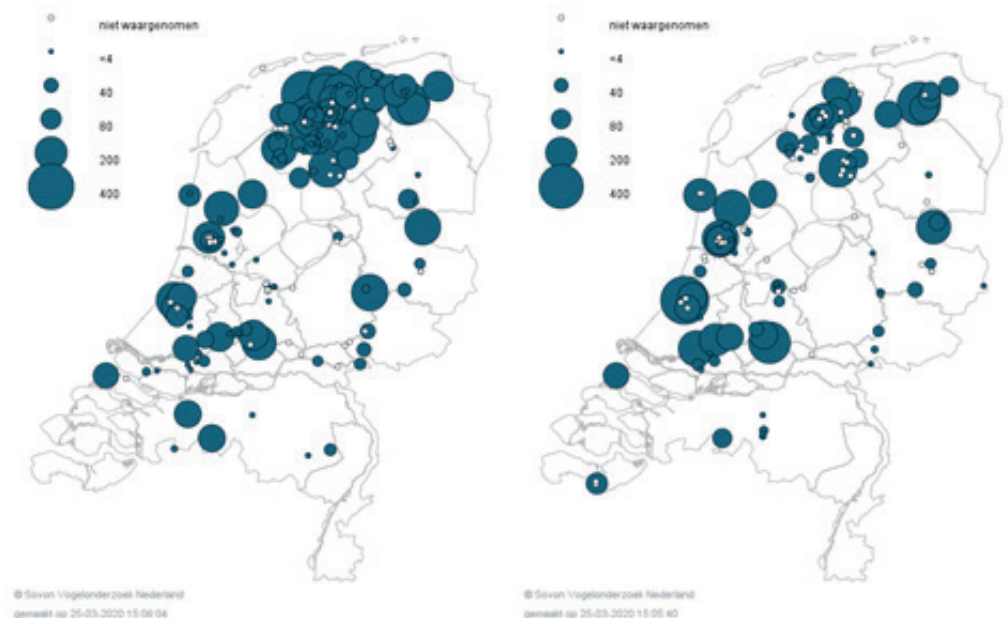 niet waargenomen
<4
40
80
200
400
© Sovon Vogelonderzoek Nederland
gemaakt op 25-03-2020 15:06:04
niet waargenomen
<4
40
80
200
400
© Sovon Vogelonderzoek Nederland
gemaakt op 25-03-2020 15:05:40